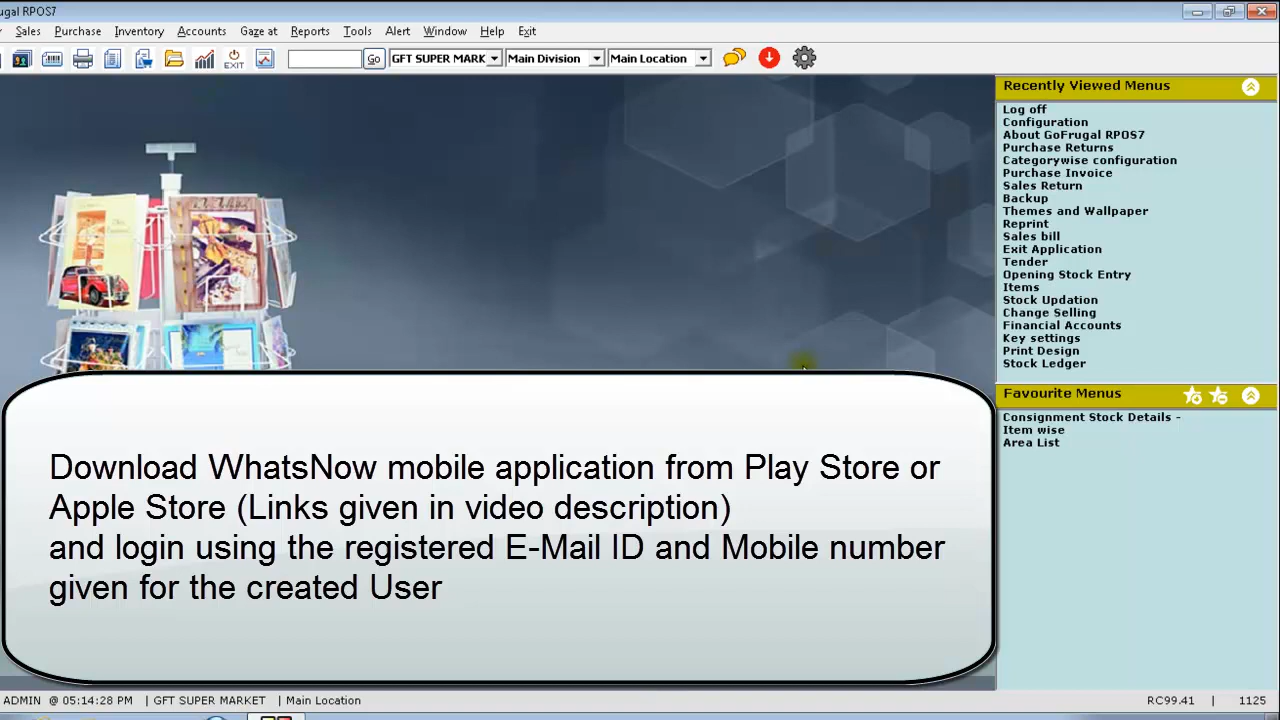 ugal RPOS7
Sales Purchase Inventory Accounts Gaze at Reports Tools Alert Window Help Exit
EXIT Go GFT SUPER MARK Main Division Main Location
Recently Viewed Menus
Log off
Configuration
About GoFrugal RPOS7
Purchase Returns
Categorywise configuration
Purchase Invoice
Sales Return
Backup
Themes and Wallpaper
Reprint
Sales bill
Exit Application
Tender
Opening Stock Entry
Items
Stock Updation
Change Selling
Financial Accounts
Key settings
Print Design
Stock Ledger
Favourite Menus
Consignment Stock Details -
Item wise
Area List
Download WhatsNow mobile application from Play Store or
Apple Store (Links given in video description)
and login using the registered E-Mail ID and Mobile number
given for the created User
ADMIN @ 05:14:28 PM | GFT SUPER MARKET | Main Location RC99.41 | 1125